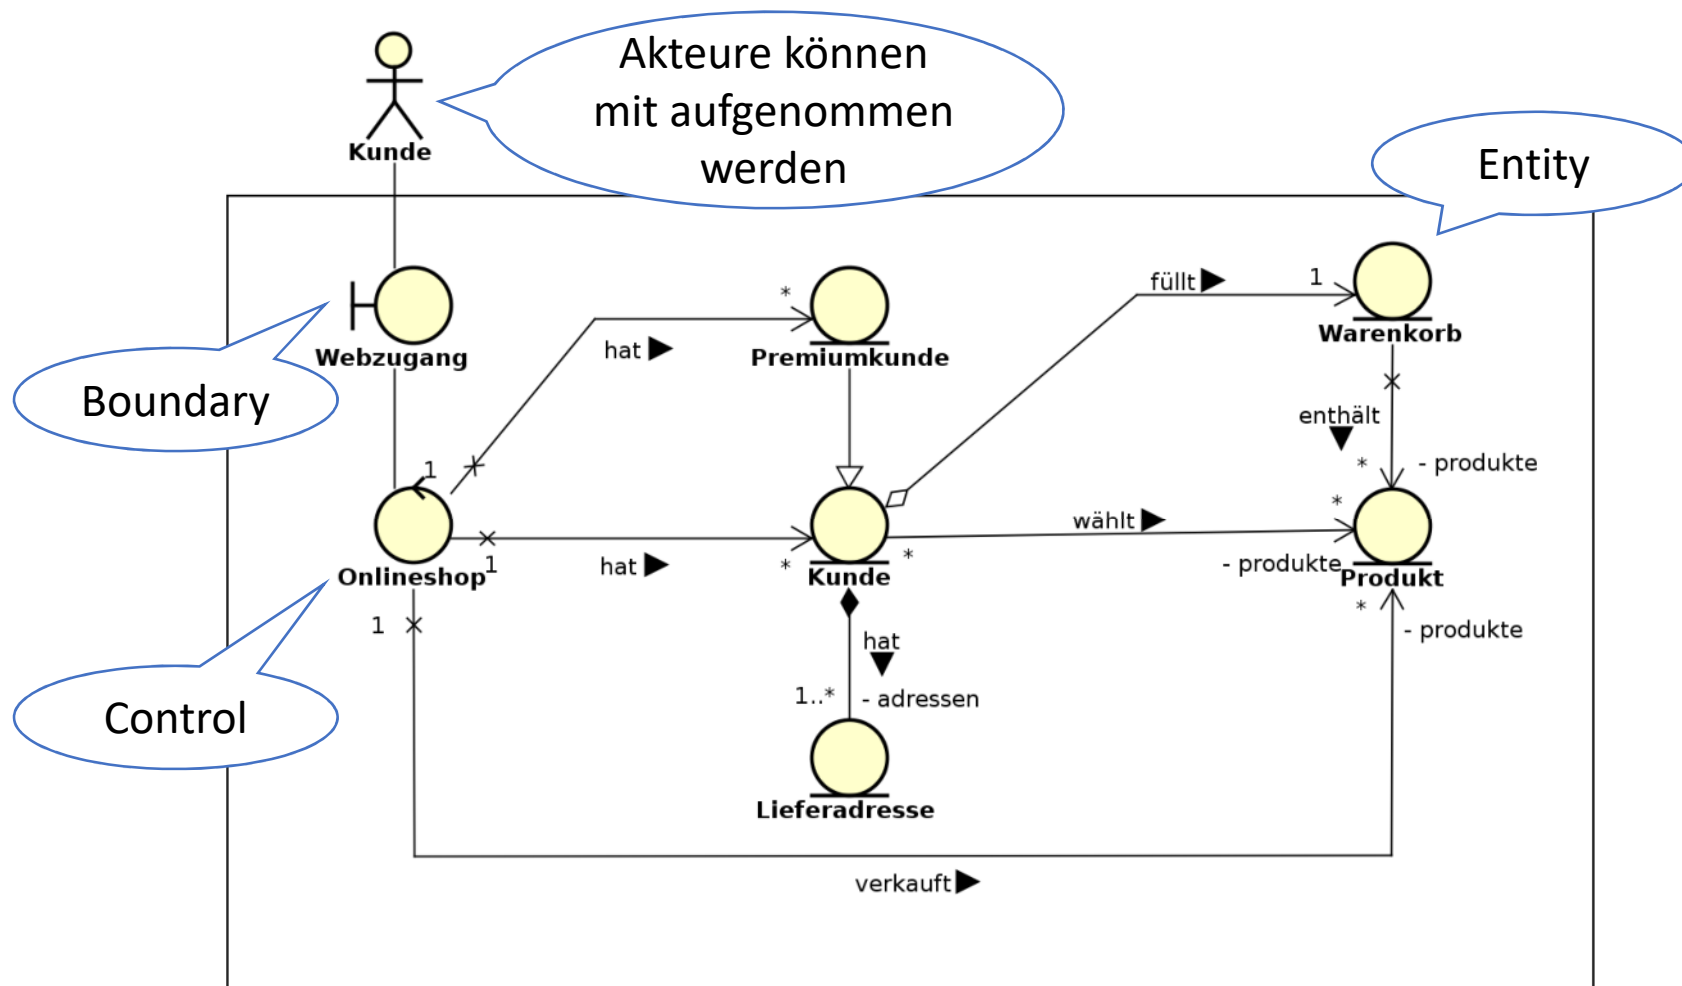 Akteure können
mit aufgenommen
werden
Kunde
Entity
füllt
1
*
Warenkorb
hat
Webzugang
Premiumkunde
Boundary
enthält
1
*
- produkte
*
wählt
1
hat
*
*
- produkte
Onlineshop
Kunde
Produkt
1
*
- produkte
hat
1..*
- adressen
Control
Lieferadresse
verkauft